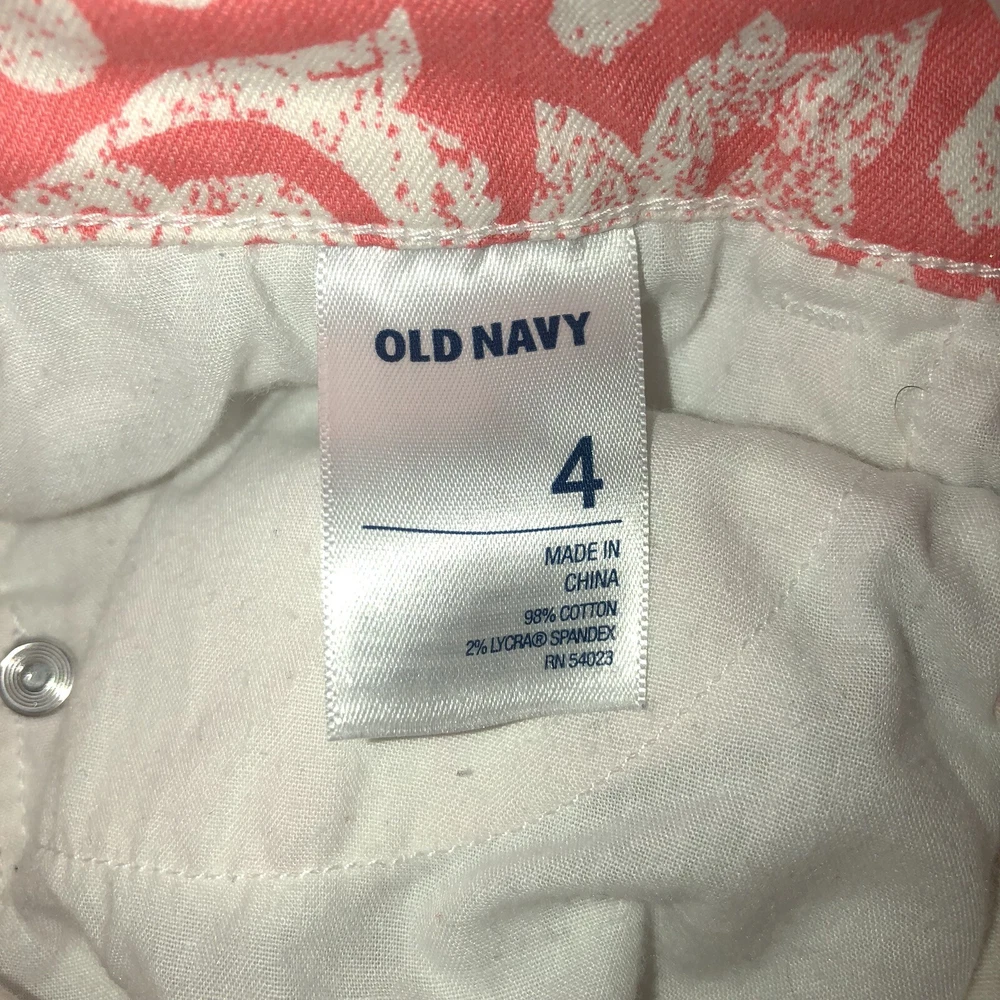 OLD NAVY
4
MADE IN
CHINA
98% COTTON
2% LYCRA® SPANDEX
RN 54023